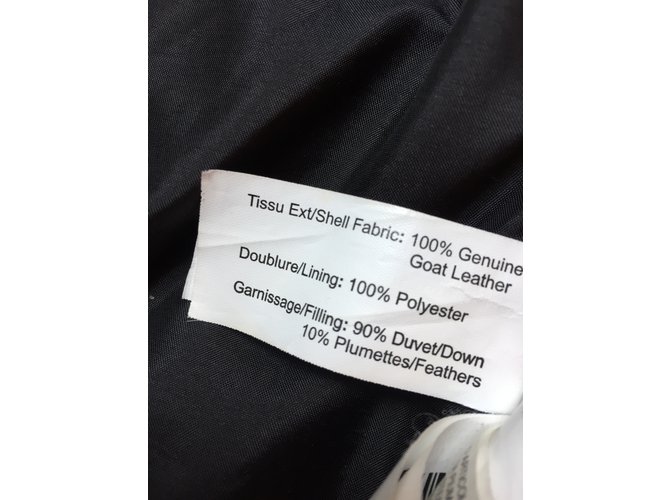 Tissu Ext/Shell Fabric: 100% Genuine
Goat Leather
Doublure/Lining: 100% Polyester
Garnissage/Filling: 90% Duvet/Down
10% Plumettes/Feathers